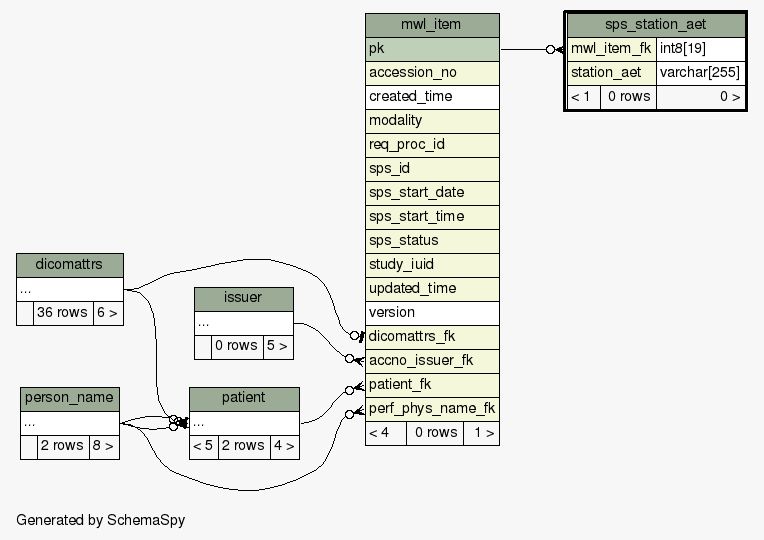 mwl_item
pk
accession_no
created_time
modality
req_proc_id
sps_id
sps_start_date
sps_start_time
sps_status
study_iuid
updated_time
version
dicomattrs_fk
accno_issuer_fk
patient_fk
perf_phys_name_fk
< 4 0 rows 1 >
sps_station_aet
mwl_item_fk int8[19]
station_aet varchar[255]
< 1 0 rows 0 >
dicomattrs
...
36 rows 6 >
issuer
...
0 rows 5 >
person_name
...
2 rows 8 >
patient
...
< 5 2 rows 4 >
Generated by SchemaSpy